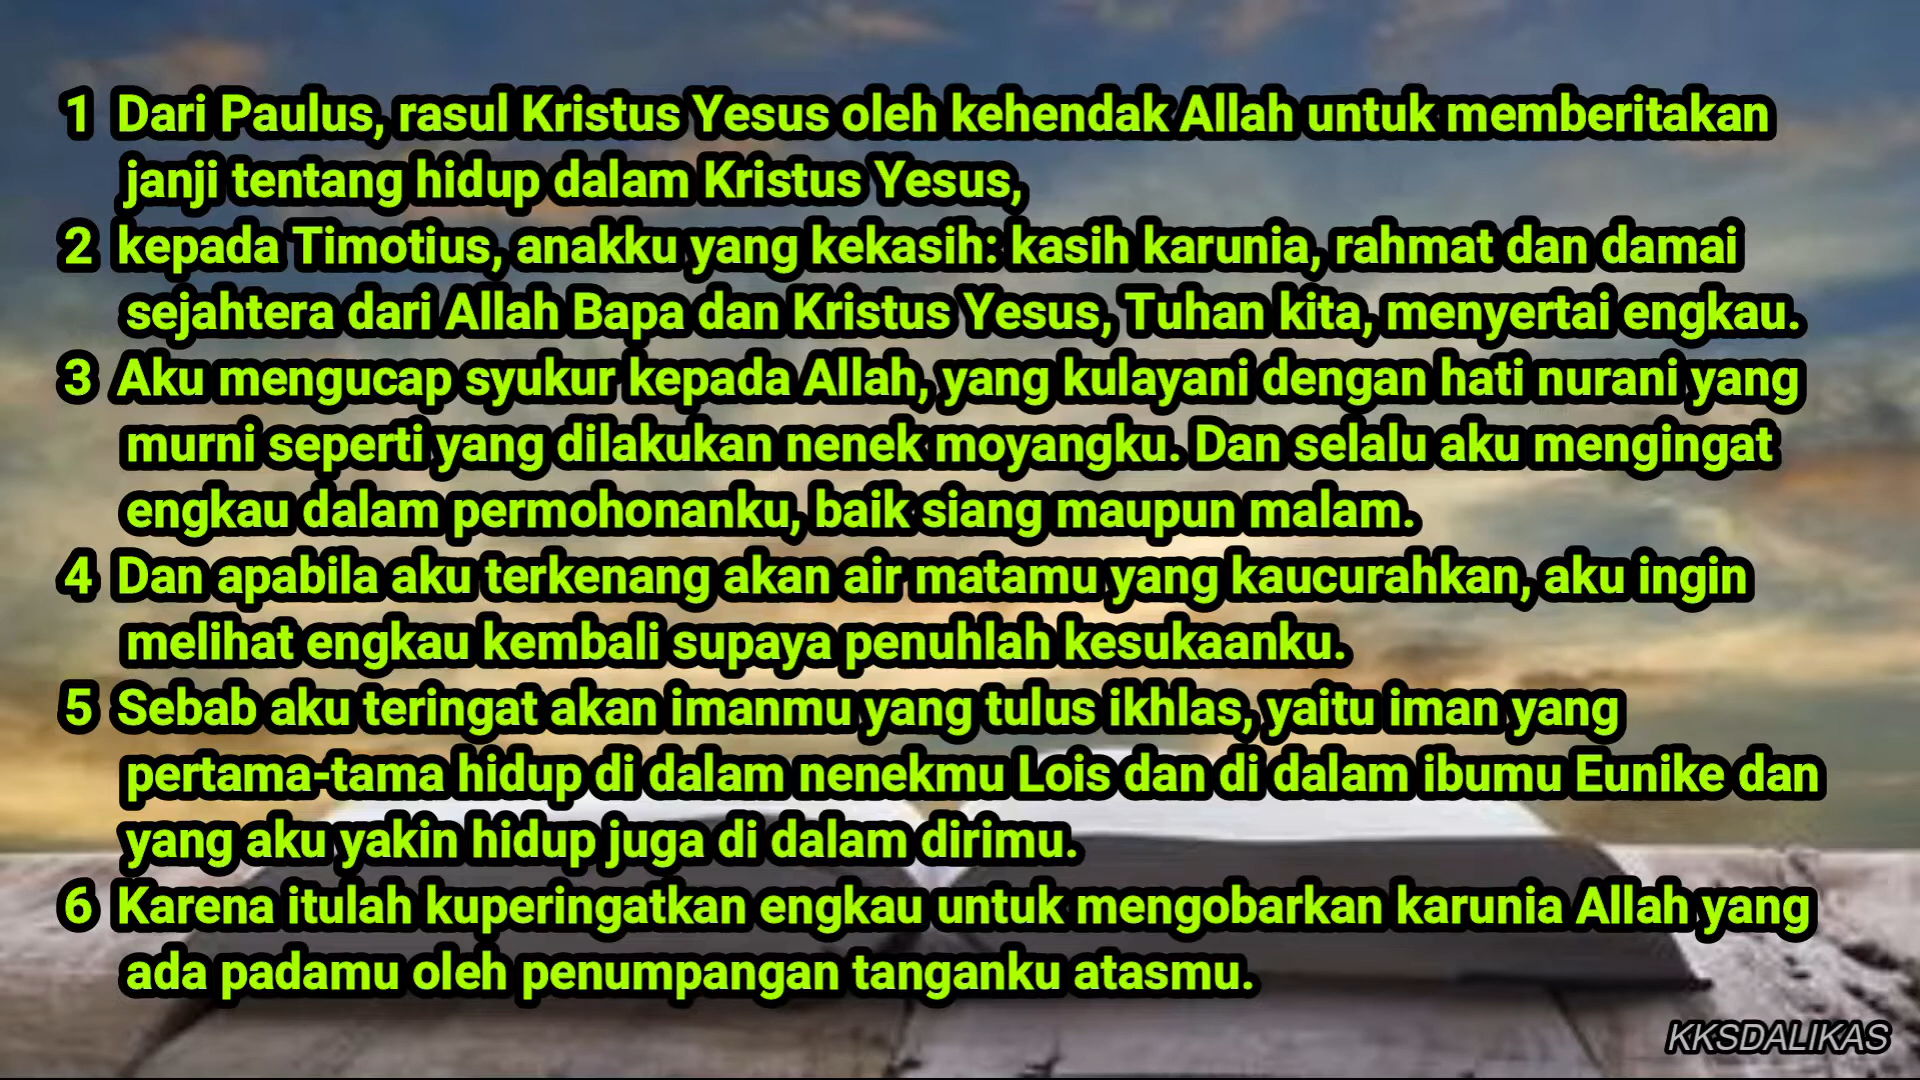 1 Dari Paulus, rasul Kristus Yesus oleh kehendak Allah untuk memberitakan
janji tentang hidup dalam Kristus Yesus,
2 kepada Timotius, anakku yang kekasih: kasih karunia, rahmat dan damai
sejahtera dari Allah Bapa dan Kristus Yesus, Tuhan kita, menyertai engkau.
3 Aku mengucap syukur kepada Allah, yang kulayani dengan hati nurani yang
murni seperti yang dilakukan nenek moyangku. Dan selalu aku mengingat
engkau dalam permohonanku, baik siang maupun malam.
4 Dan apabila aku terkenang akan air matamu yang kaucurahkan, aku ingin
melihat engkau kembali supaya penuhlah kesukaanku.
5 Sebab aku teringat akan imanmu yang tulus ikhlas, yaitu iman yang
pertama-tama hidup di dalam nenekmu Lois dan di dalam ibumu Eunike dan
yang aku yakin hidup juga di dalam dirimu.
6 Karena itulah kuperingatkan engkau untuk mengobarkan karunia Allah yang
ada padamu oleh penumpangan tanganku atasmu.
KKSDALIKAS